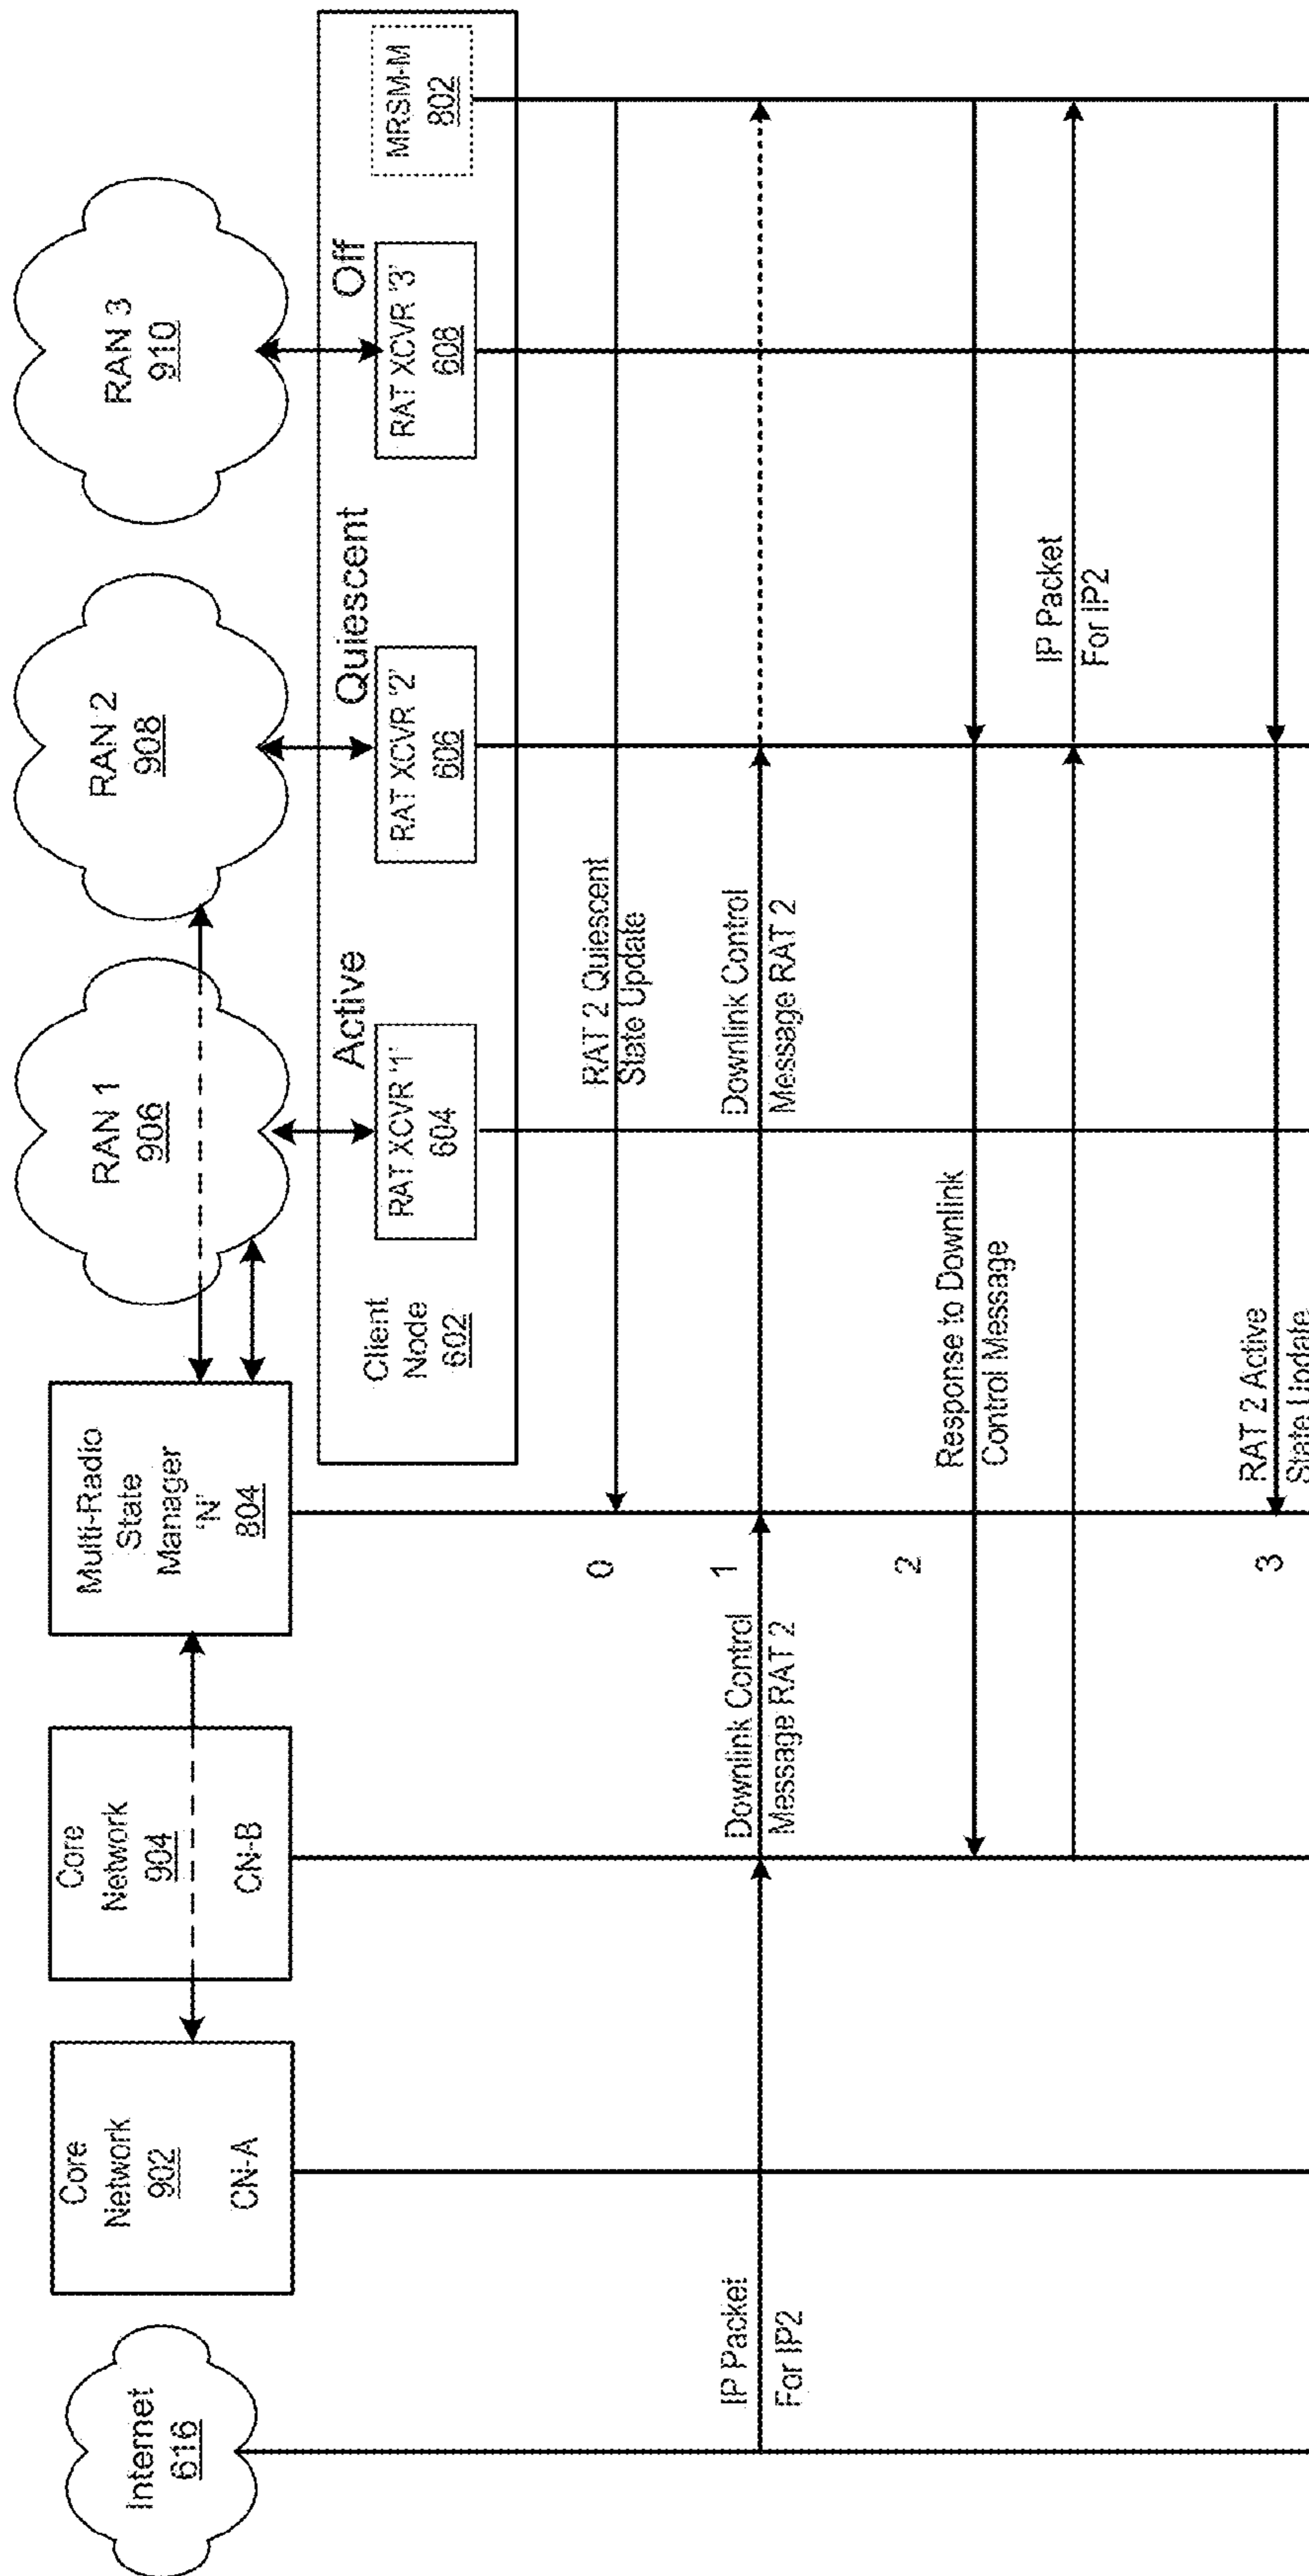 Internet
616
Core
Network
902
CN-A
Core
Network
904
CN-B
Multi-Radio
State
Manager
'N'
804
RAN 1
906
RAN 2
908
RAN 3
910
Client
Node
602
Active
RAT XCVR '1'
604
Quiescent
RAT XCVR '2'
606
Off
RAT XCVR '3'
608
MRSM-M
802
0
RAT 2 Quiescent
State Update
IP Packet
For IP2
Downlink Control
Message RAT 2
1
Downlink Control
Message RAT 2
2
Response to Downlink
Control Message
IP Packet
For IP2
3
RAT 2 Active
State Update